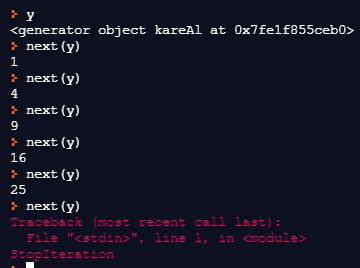 > y
<generator object kareAl at 0x7fe1f855ceb0>
> next(y)
1
> next(y)
4
> next(y)
9
> next(y)
16
> next(y)
25
> next(y)
Traceback (most recent call last):
  File "<stdin>", line 1, in <module>
StopIteration
>